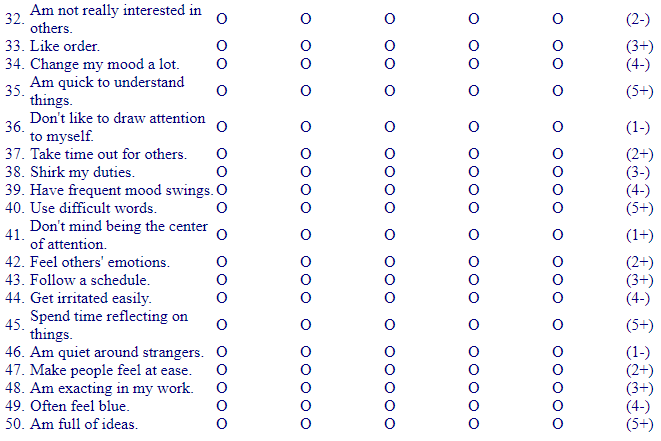 32. Am not really interested in others. O O O O O (2-)
33. Like order. O O O O O (3+)
34. Change my mood a lot. O O O O O (4-)
35. Am quick to understand things. O O O O O (5+)
36. Don't like to draw attention to myself. O O O O O (1-)
37. Take time out for others. O O O O O (2+)
38. Shirk my duties. O O O O O (3-)
39. Have frequent mood swings. O O O O O (4-)
40. Use difficult words. O O O O O (5+)
41. Don't mind being the center of attention. O O O O O (1+)
42. Feel others' emotions. O O O O O (2+)
43. Follow a schedule. O O O O O (3+)
44. Get irritated easily. O O O O O (4-)
45. Spend time reflecting on things. O O O O O (5+)
46. Am quiet around strangers. O O O O O (1-)
47. Make people feel at ease. O O O O O (2+)
48. Am exacting in my work. O O O O O (3+)
49. Often feel blue. O O O O O (4-)
50. Am full of ideas. O O O O O (5+)